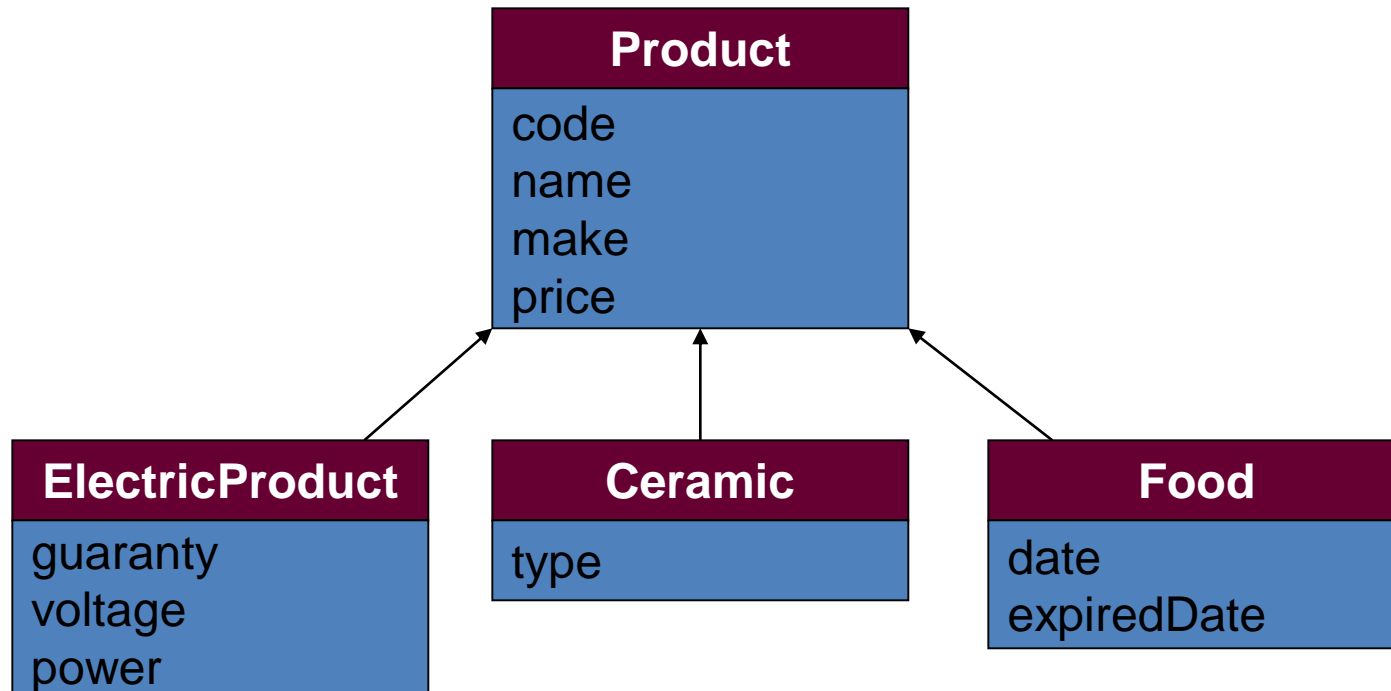 Product
code
name
make
price
ElectricProduct
guaranty
voltage
power
Ceramic
type
Food
date
expiredDate